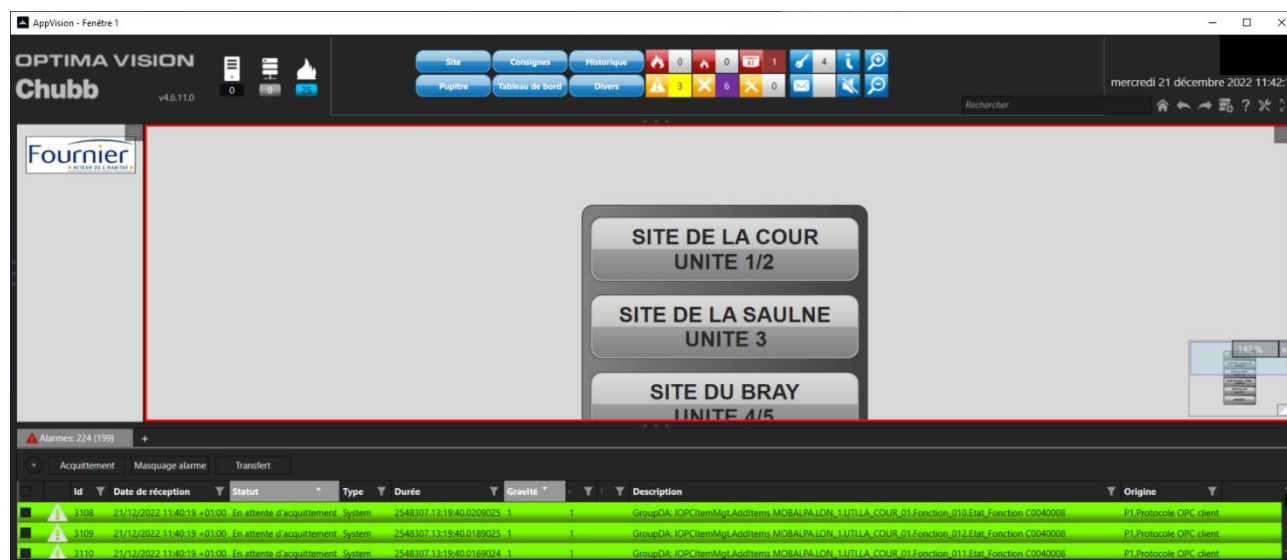 AppVision - Fenêtre 1
OPTIMA VISION
Chubb
v4.6.11.0
0 0 25
Site Consignes Historique 0 0 1 4
Pupitre Tableau de bord Divers 3 6 0
mercredi 21 décembre 2022 11:42:
Rechercher
Fournier
ACTEUR DE L'HABITAT
SITE DE LA COUR
UNITE 1/2
SITE DE LA SAULNE
UNITE 3
SITE DU BRAY
UNITE 4/5
142 %
Alarmes: 224 (199) +
Acquittement Masquage alarme Transfert
Id Date de réception Statut Type Durée Gravité Description Origine
3108 21/12/2022 11:40:19 +01:00 En attente d'acquittement System 2548307.13:19:40.0209025 1 1 GroupDA: IOPCItemMgt.AddItems MOBALPA.LON_1.UTI.LA_COUR_01.Fonction_010.Etat_Fonction C0040008 P1.Protocole OPC client
3109 21/12/2022 11:40:19 +01:00 En attente d'acquittement System 2548307.13:19:40.0189025 1 1 GroupDA: IOPCItemMgt.AddItems MOBALPA.LON_1.UTI.LA_COUR_01.Fonction_012.Etat_Fonction C0040008 P1.Protocole OPC client
3110 21/12/2022 11:40:19 +01:00 En attente d'acquittement System 2548307.13:19:40.0169024 1 1 GroupDA: IOPCItemMgt.AddItems MOBALPA.LON_1.UTI.LA_COUR_01.Fonction_011.Etat_Fonction C0040008 P1.Protocole OPC client